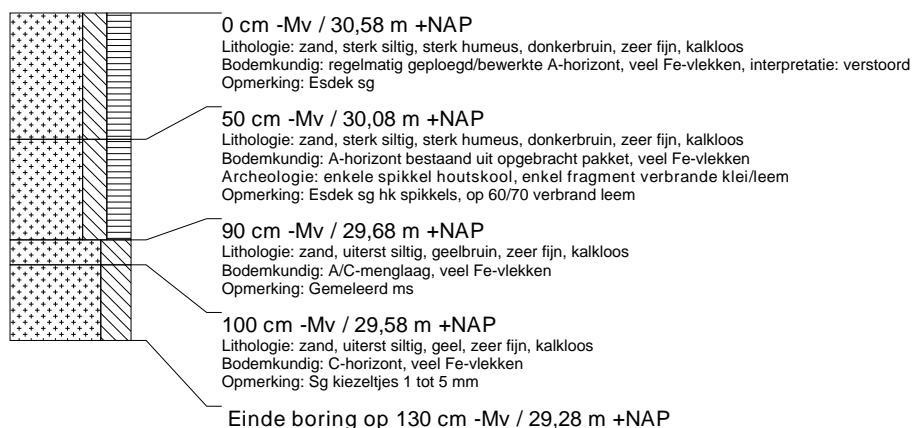 0 cm -Mv / 30,58 m +NAP
Lithologie: zand, sterk siltig, sterk humeus, donkerbruin, zeer fijn, kalkloos
Bodemkundig: regelmatig geploegd/bewerkte A-horizont, veel Fe-vlekken, interpretatie: verstoord
Opmerking: Esdek sg
50 cm -Mv / 30,08 m +NAP
Lithologie: zand, sterk siltig, sterk humeus, donkerbruin, zeer fijn, kalkloos
Bodemkundig: A-horizont bestaand uit opgebracht pakket, veel Fe-vlekken
Archeologie: enkele spikkel houtskool, enkel fragment verbrande klei/leem
Opmerking: Esdek sg hk spikkels, op 60/70 verbrand leem
90 cm -Mv / 29,68 m +NAP
Lithologie: zand, uiterst siltig, geelbruin, zeer fijn, kalkloos
Bodemkundig: A/C-menglaag, veel Fe-vlekken
Opmerking: Gemeleerd ms
100 cm -Mv / 29,58 m +NAP
Lithologie: zand, uiterst siltig, geel, zeer fijn, kalkloos
Bodemkundig: C-horizont, veel Fe-vlekken
Opmerking: Sg kiezeltjes 1 tot 5 mm
Einde boring op 130 cm -Mv / 29,28 m +NAP